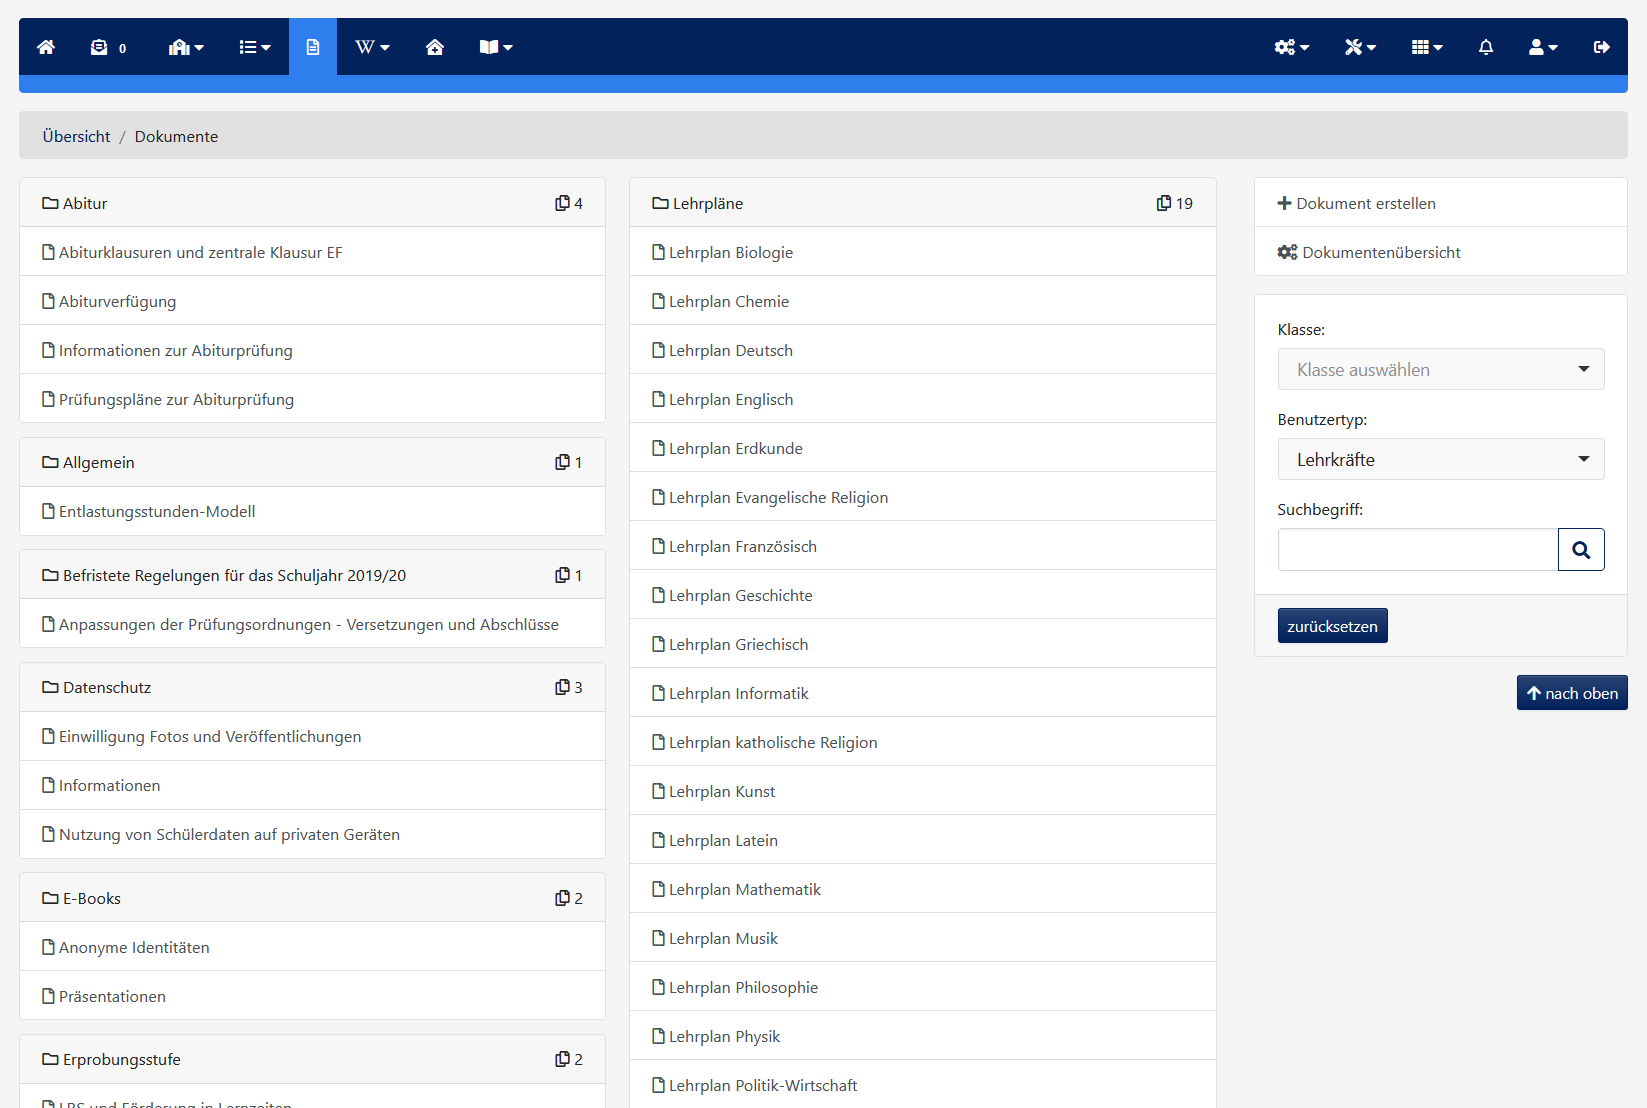 0
Übersicht / Dokumente
Abitur 4
Abiturklausuren und zentrale Klausur EF
Abiturverfügung
Informationen zur Abiturprüfung
Prüfungspläne zur Abiturprüfung
Allgemein 1
Entlastungsstunden-Modell
Befristete Regelungen für das Schuljahr 2019/20 1
Anpassungen der Prüfungsordnungen - Versetzungen und Abschlüsse
Datenschutz 3
Einwilligung Fotos und Veröffentlichungen
Informationen
Nutzung von Schülerdaten auf privaten Geräten
E-Books 2
Anonyme Identitäten
Präsentationen
Erprobungsstufe 2
LRS und Förderung in Lernzeiten
Lehrpläne 19
Lehrplan Biologie
Lehrplan Chemie
Lehrplan Deutsch
Lehrplan Englisch
Lehrplan Erdkunde
Lehrplan Evangelische Religion
Lehrplan Französisch
Lehrplan Geschichte
Lehrplan Griechisch
Lehrplan Informatik
Lehrplan katholische Religion
Lehrplan Kunst
Lehrplan Latein
Lehrplan Mathematik
Lehrplan Musik
Lehrplan Philosophie
Lehrplan Physik
Lehrplan Politik-Wirtschaft
Dokument erstellen
Dokumentenübersicht
Klasse:
Klasse auswählen
Benutzertyp:
Lehrkräfte
Suchbegriff:
zurücksetzen
nach oben